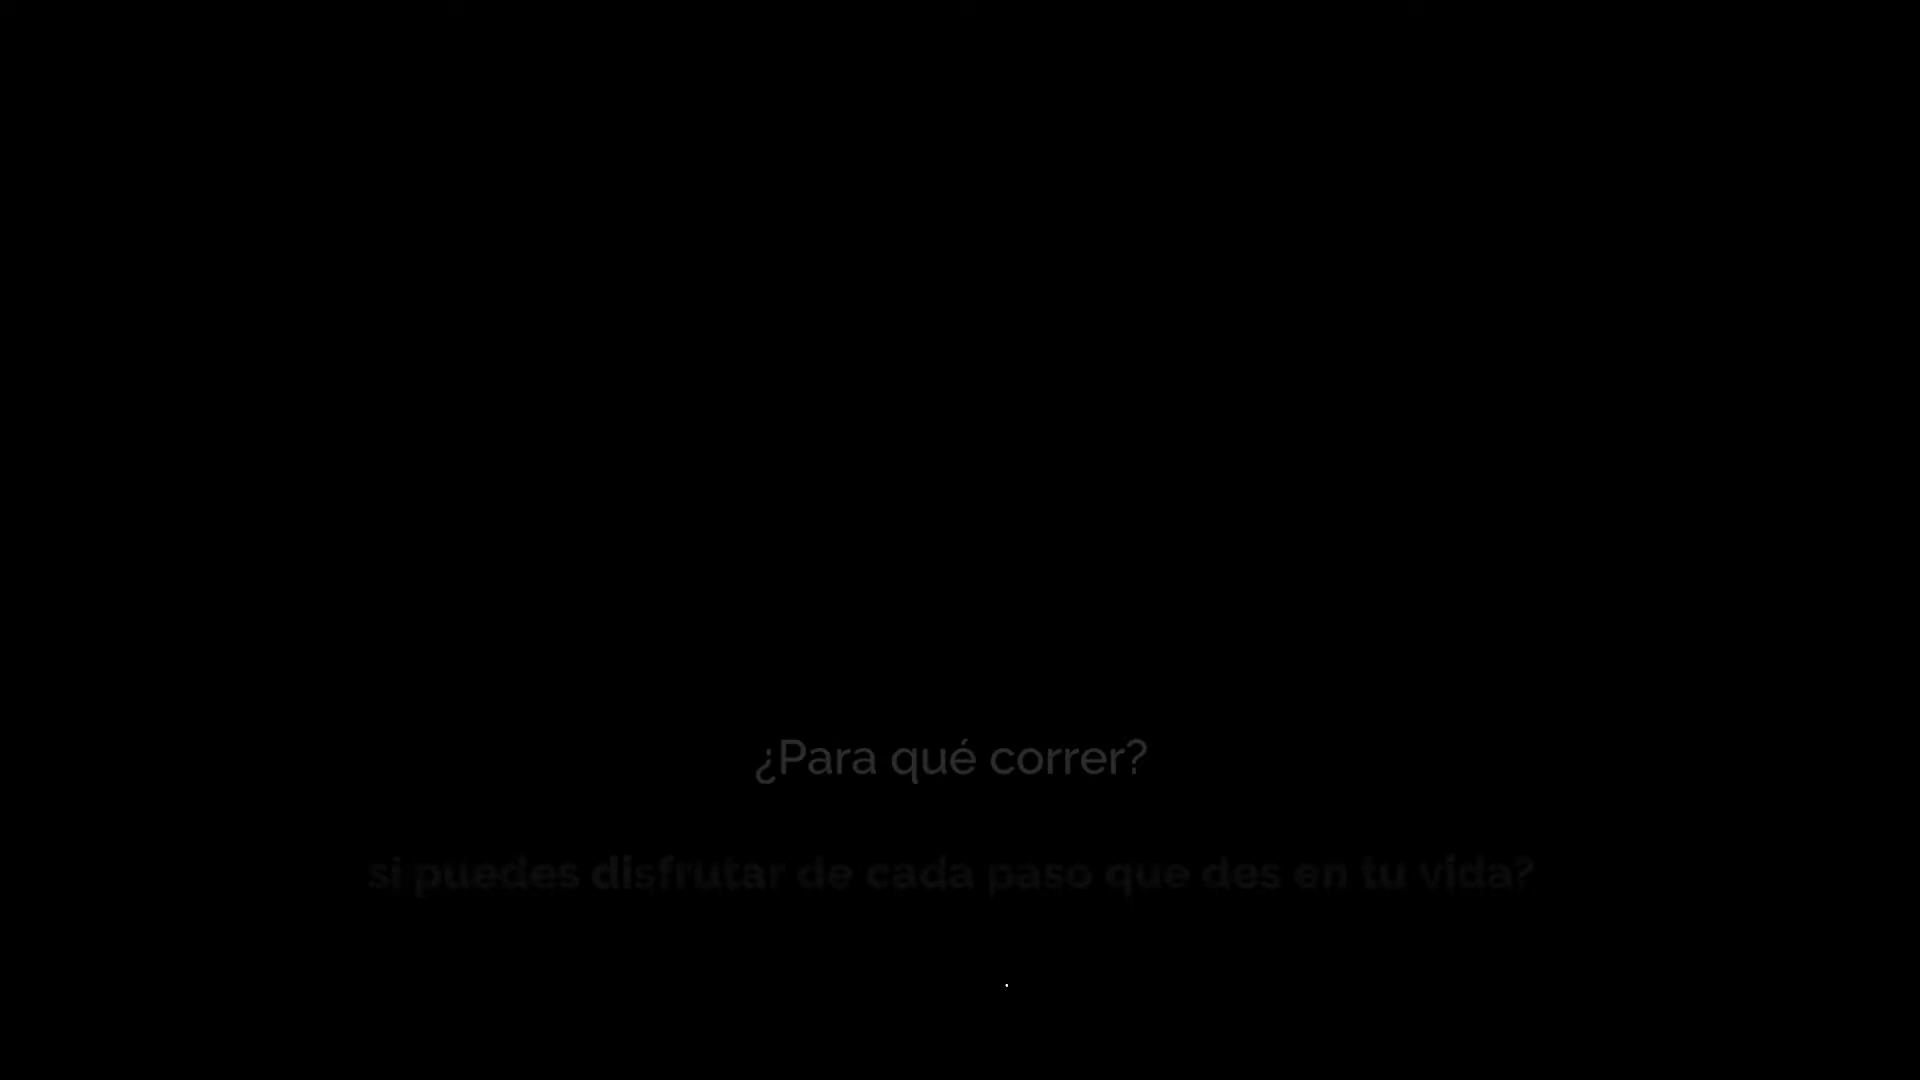 ¿Para qué correr?
si puedes disfrutar de cada paso que des en tu vida?